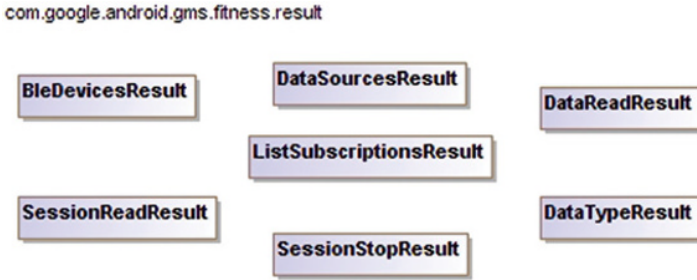 com.google.android.gms.fitness.result
DataSourcesResult
BleDevicesResult
DataReadResult
ListSubscriptionsResult
SessionReadResult
DataTypeResult
SessionStopResult